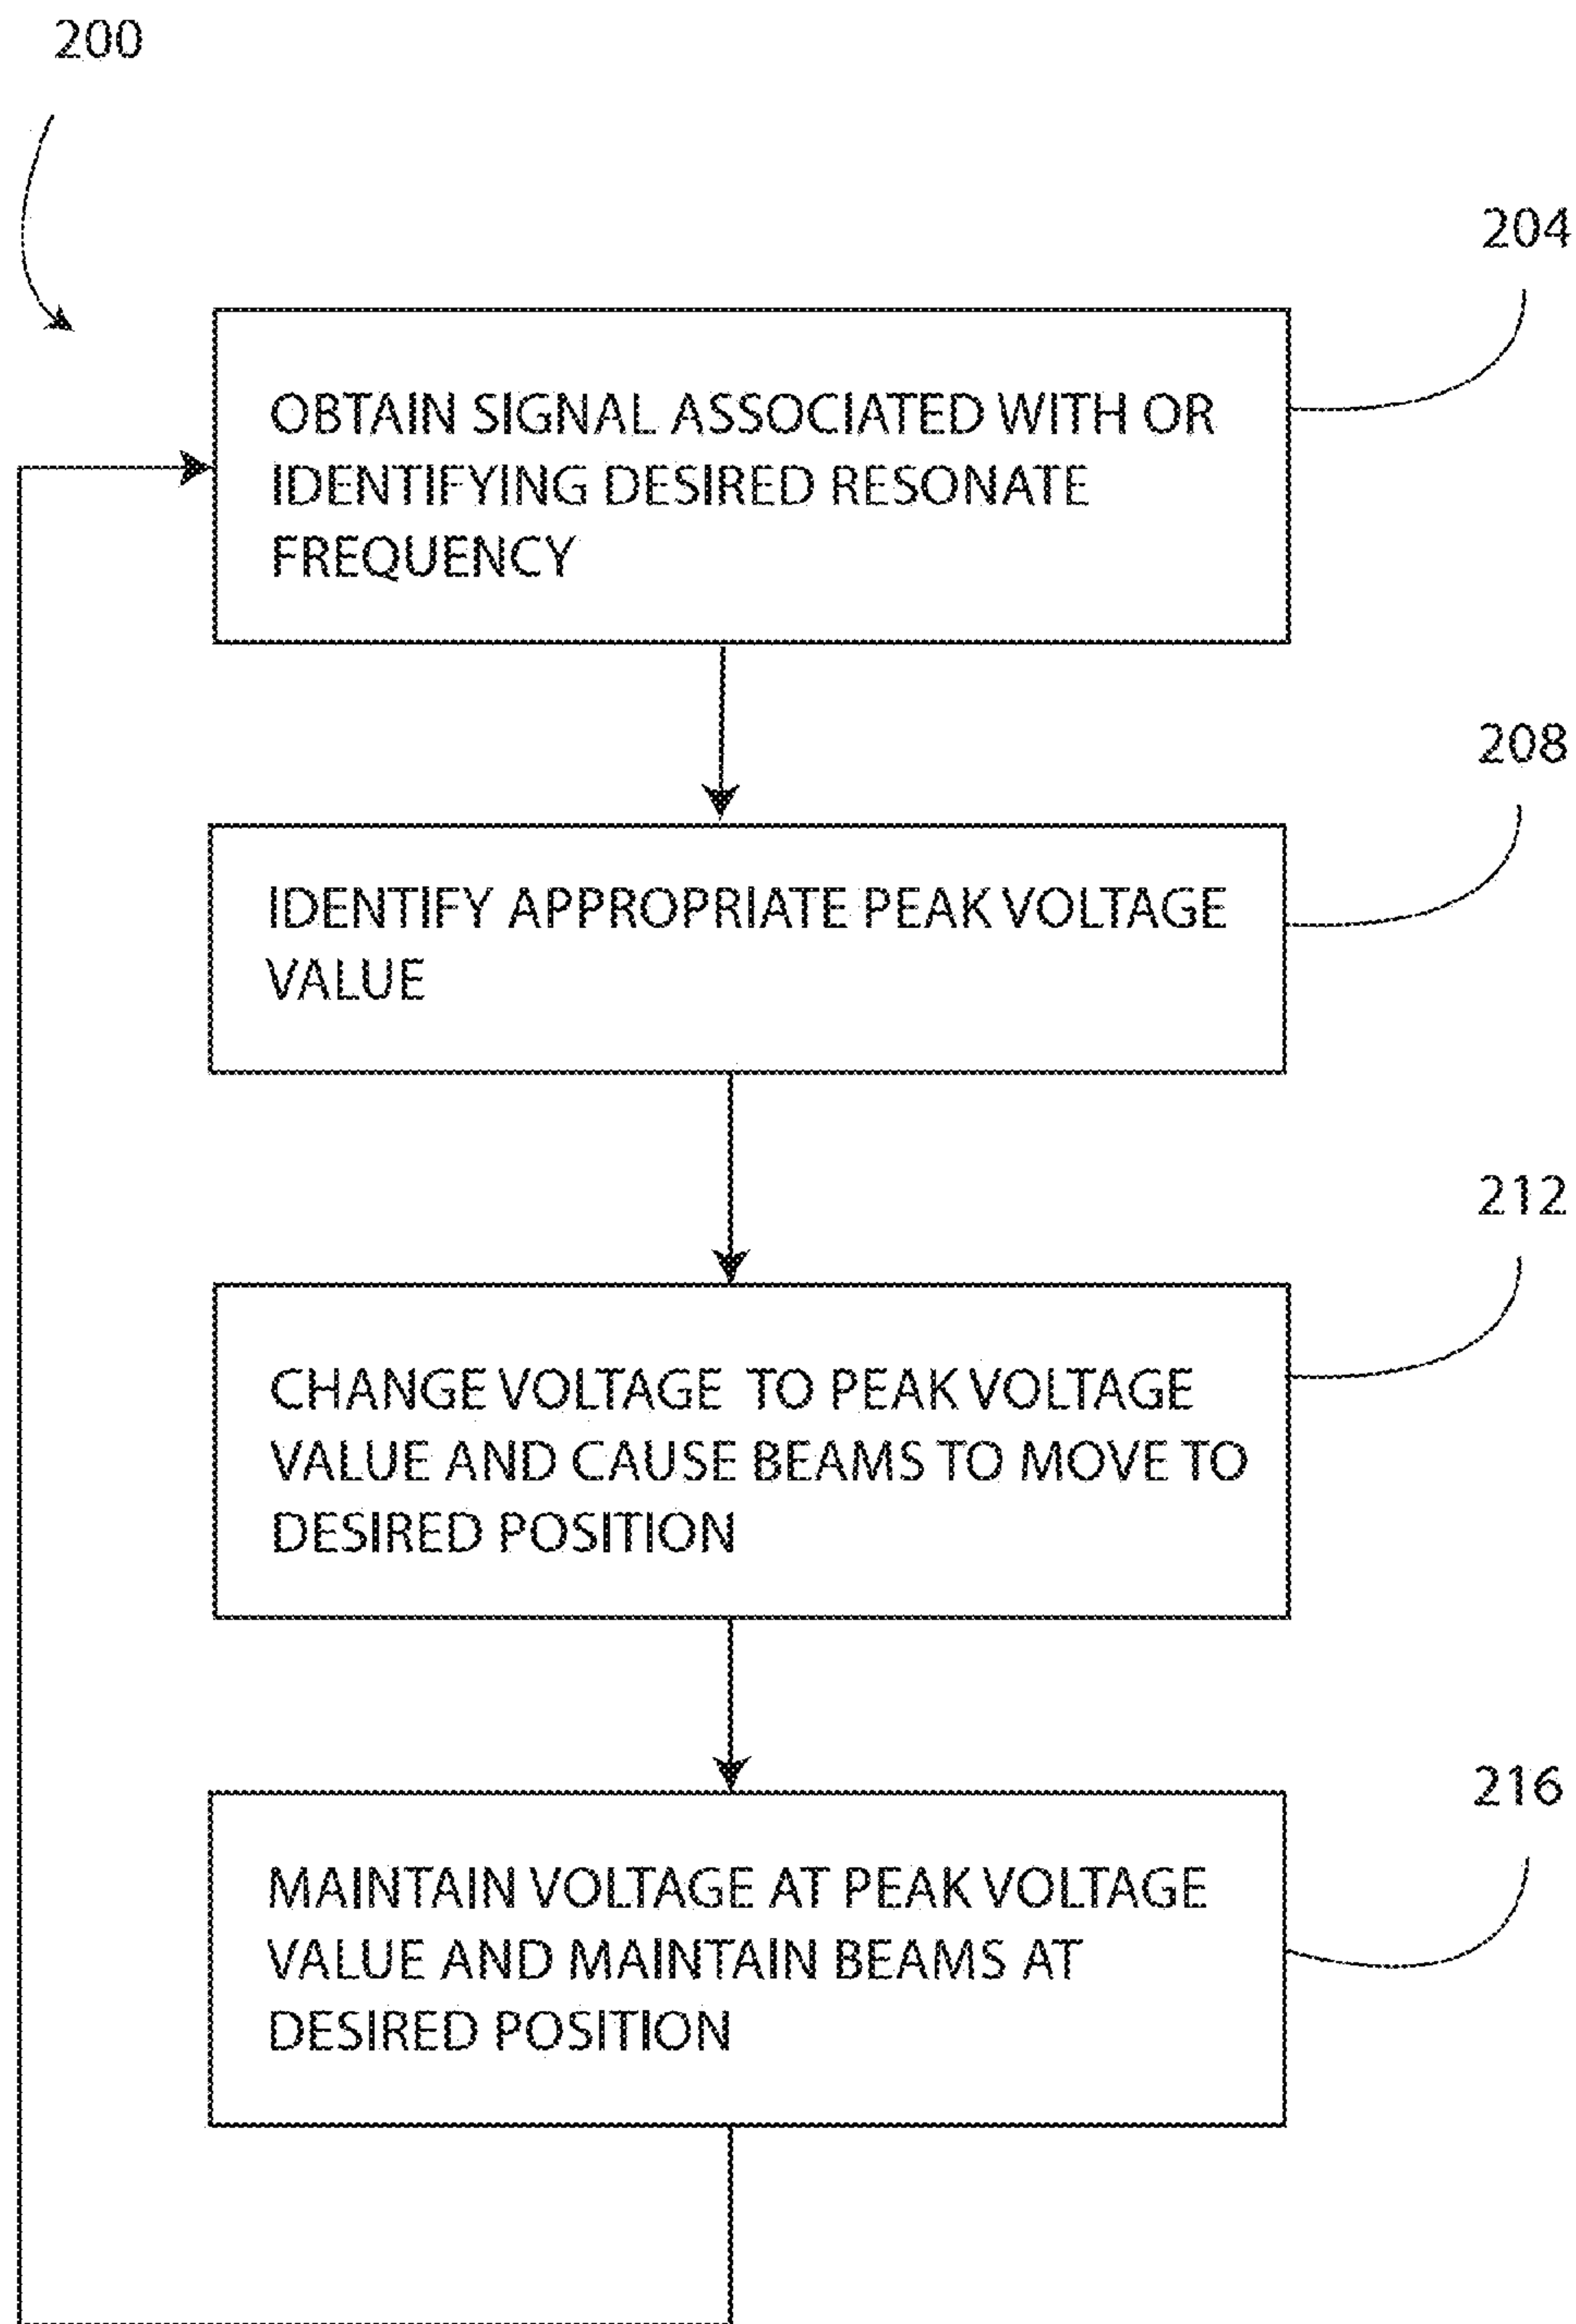 200
204
OBTAIN SIGNAL ASSOCIATED WITH OR
IDENTIFYING DESIRED RESONATE
FREQUENCY
208
IDENTIFY APPROPRIATE PEAK VOLTAGE
VALUE
212
CHANGE VOLTAGE TO PEAK VOLTAGE
VALUE AND CAUSE BEAMS TO MOVE TO
DESIRED POSITION
216
MAINTAIN VOLTAGE AT PEAK VOLTAGE
VALUE AND MAINTAIN BEAMS AT
DESIRED POSITION